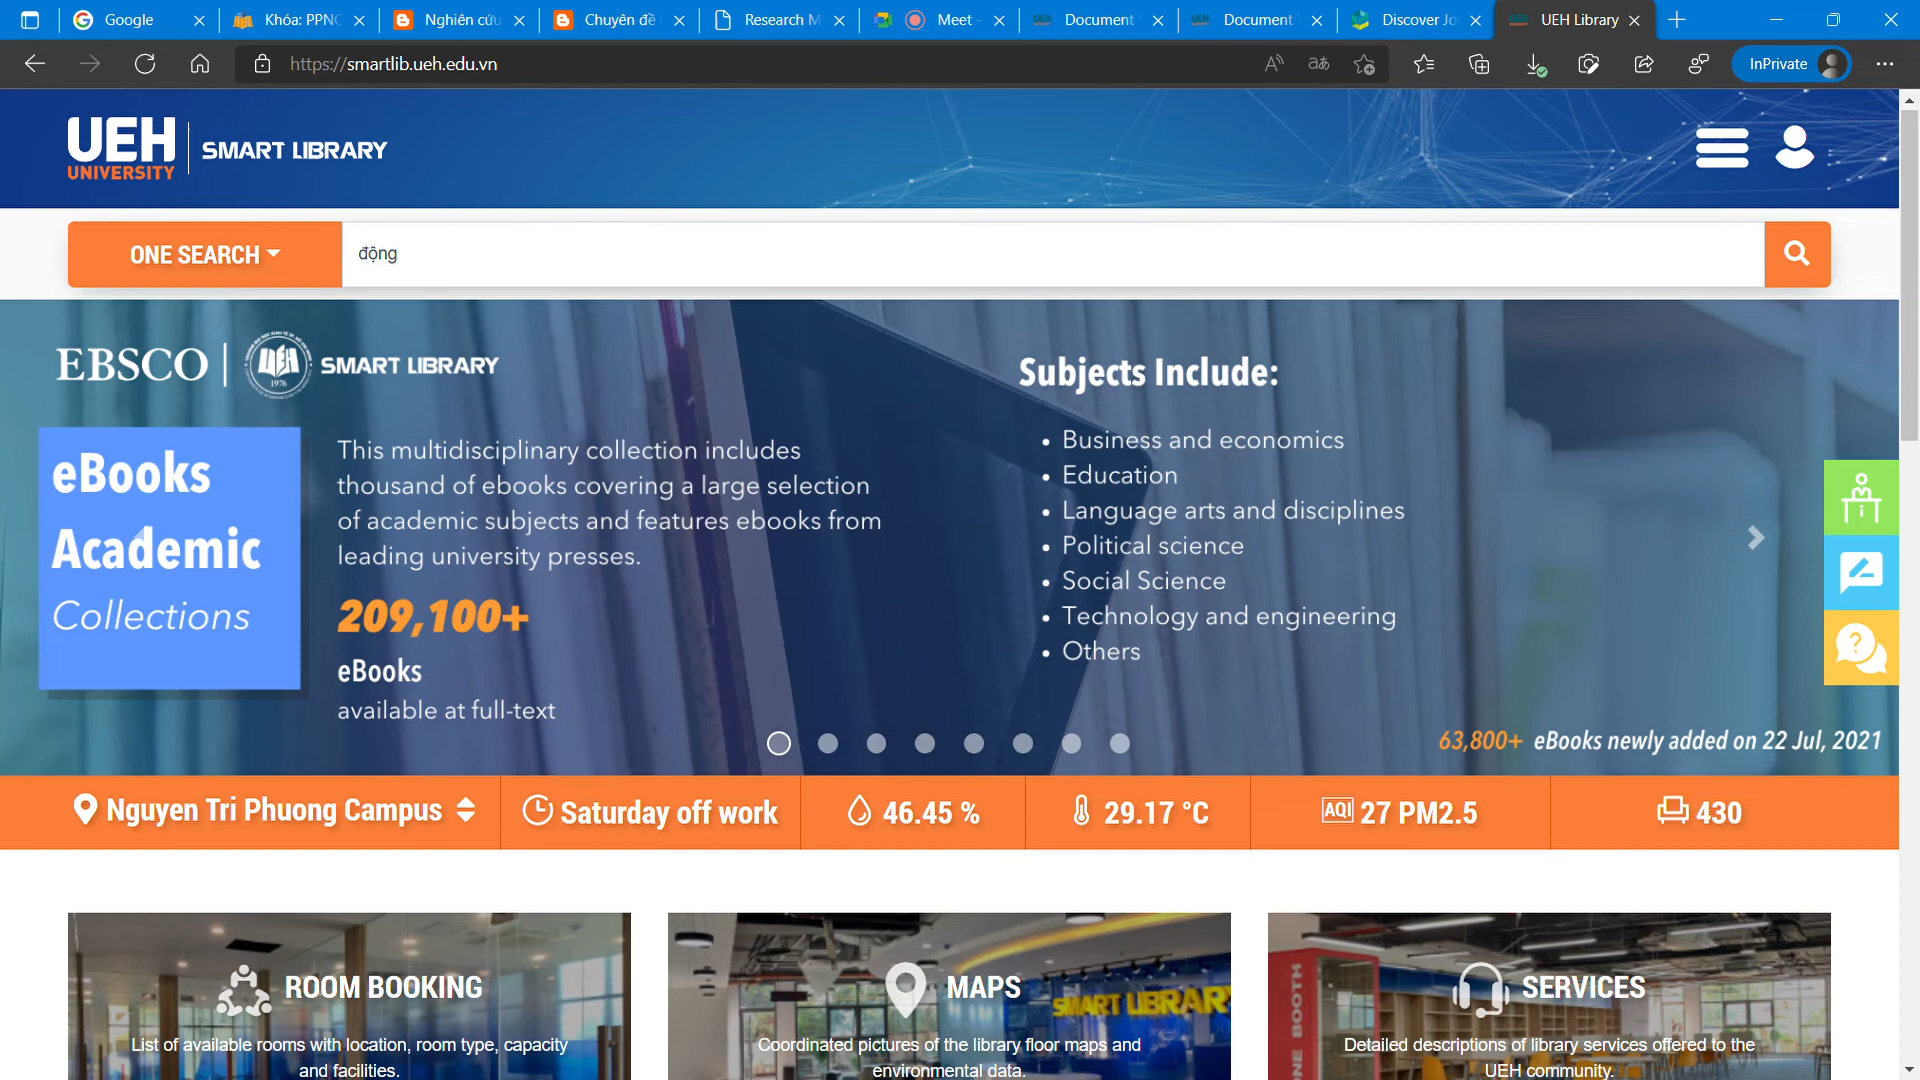 Google
Khóa: PPNC
Nghiên cứu
Chuyên đề
Research M
Meet -
Document
Document
Discover Jo
UEH Library
https://smartlib.ueh.edu.vn
InPrivate
UEH
UNIVERSITY
SMART LIBRARY
ONE SEARCH
động
EBSCO
UEH
1976
SMART LIBRARY
eBooks
Academic
Collections
This multidisciplinary collection includes
thousand of ebooks covering a large selection
of academic subjects and features ebooks from
leading university presses.
209,100+
eBooks
available at full-text
Subjects Include:
• Business and economics
• Education
• Language arts and disciplines
• Political science
• Social Science
• Technology and engineering
• Others
63,800+ eBooks newly added on 22 Jul, 2021
Nguyen Tri Phuong Campus
Saturday off work
46.45 %
29.17 °C
AQI 27 PM2.5
430
ROOM BOOKING
List of available rooms with location, room type, capacity
and facilities.
MAPS
SMART LIBRARY
Coordinated pictures of the library floor maps and
environmental data.
SERVICES
Detailed descriptions of library services offered to the
UEH community.